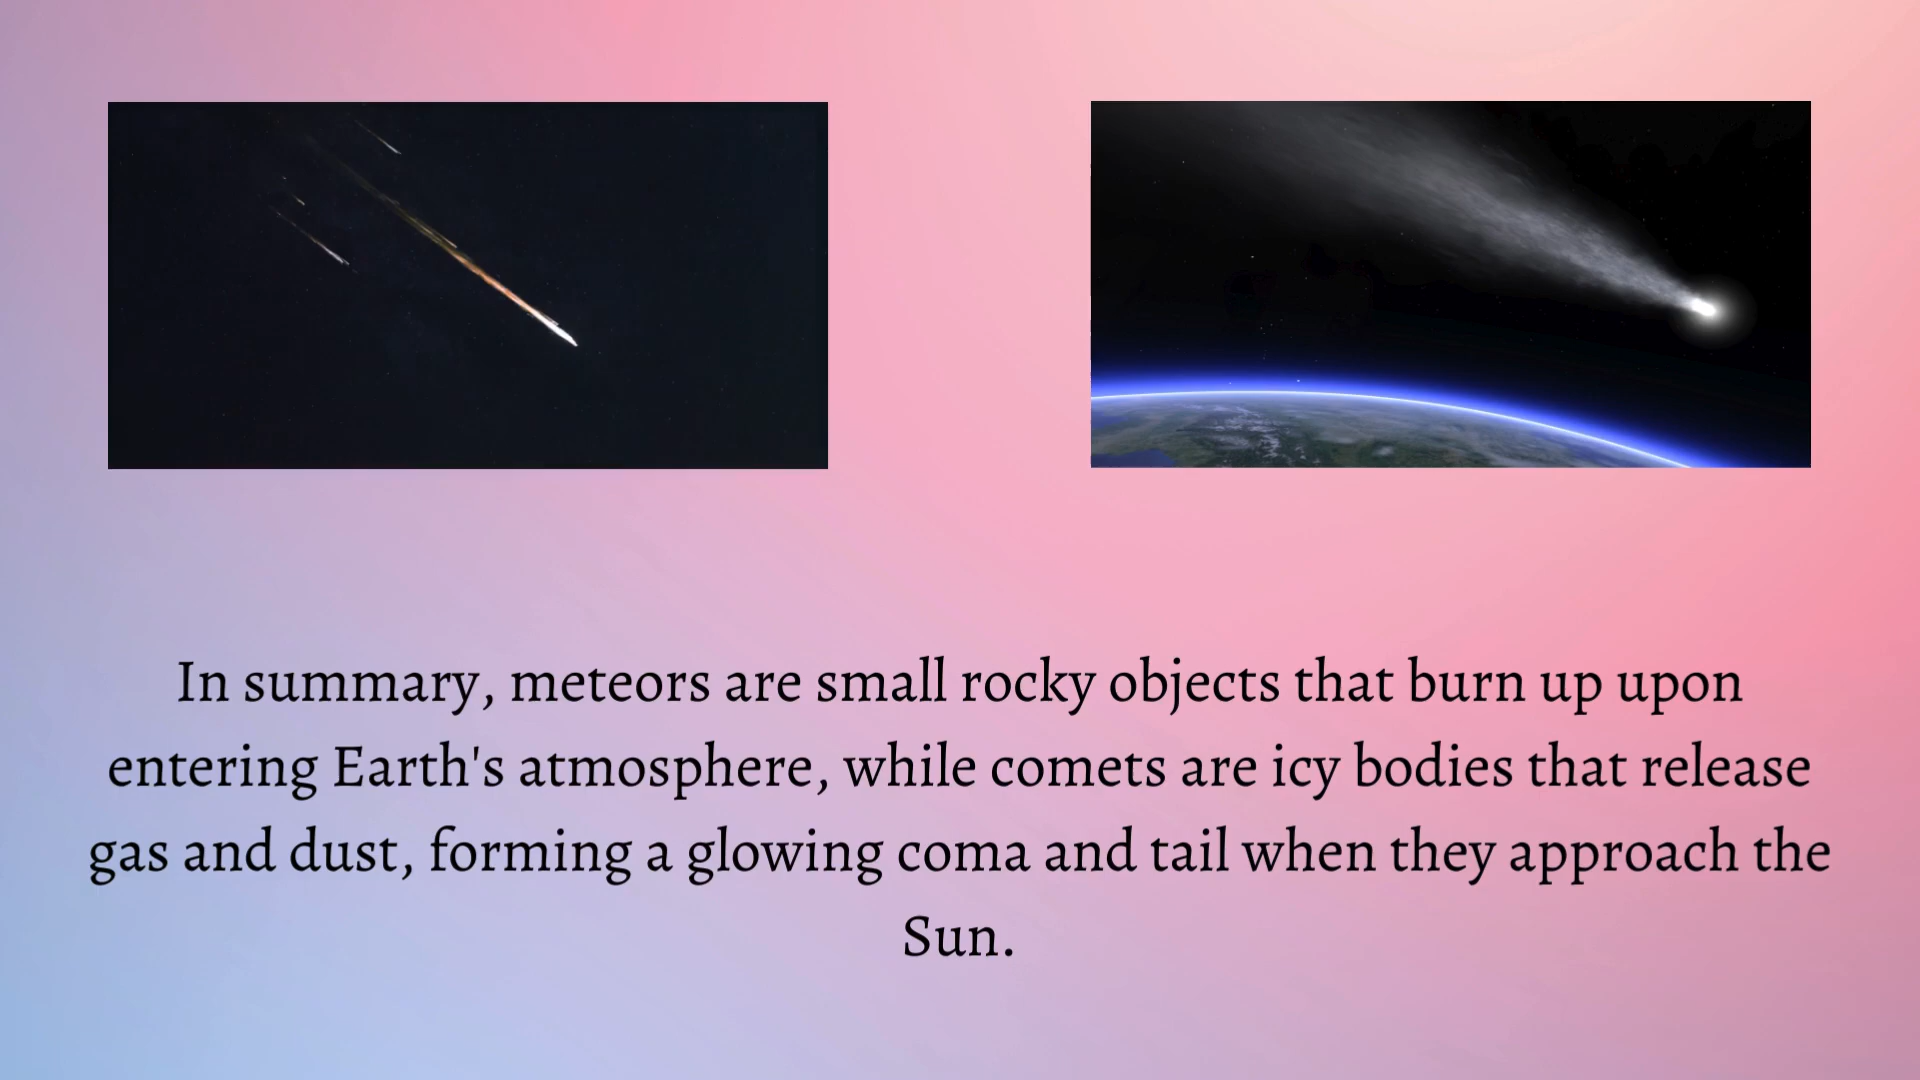 In summary, meteors are small rocky objects that burn up upon
entering Earth's atmosphere, while comets are icy bodies that release
gas and dust, forming a glowing coma and tail when they approach the
Sun.